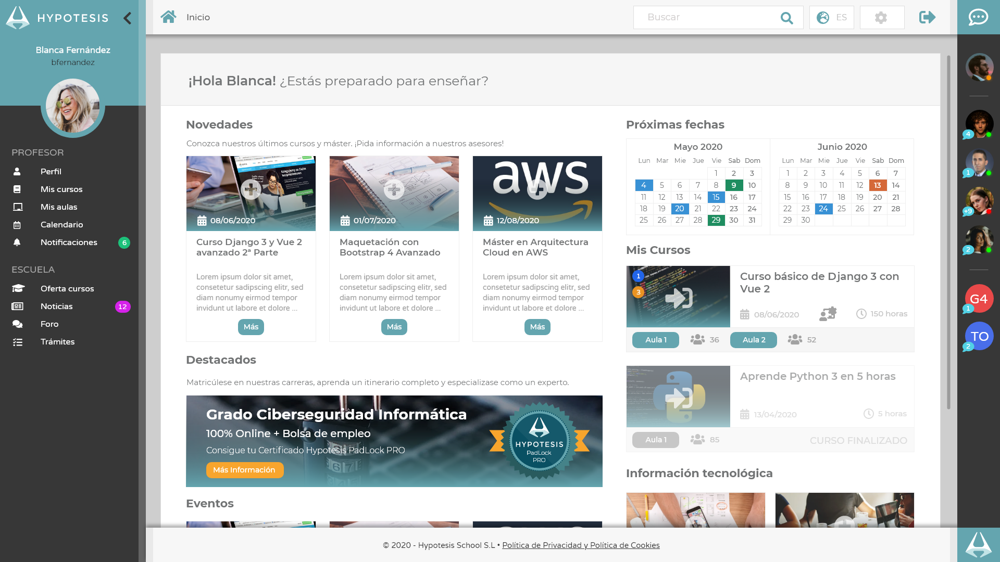 HYPOTESIS
Blanca Fernández
bfernandez
PROFESOR
Perfil
Mis cursos
Mis aulas
Calendario
Notificaciones 6
ESCUELA
Oferta cursos
Noticias 12
Foro
Trámites
Inicio
Buscar
ES
¡Hola Blanca! ¿Estás preparado para enseñar?
Novedades
Conozca nuestros últimos cursos y máster. ¡Pida información a nuestros asesores!
08/06/2020
Curso Django 3 y Vue 2
avanzado 2ª Parte
Lorem ipsum dolor sit amet,
consetetur sadipscing elitr, sed
diam nonumy eirmod tempor
invidunt ut labore et dolore ...
Más
01/07/2020
Maquetación con
Bootstrap 4 Avanzado
Lorem ipsum dolor sit amet,
consetetur sadipscing elitr, sed
diam nonumy eirmod tempor
invidunt ut labore et dolore ...
Más
aws
12/08/2020
Máster en Arquitectura
Cloud en AWS
Lorem ipsum dolor sit amet,
consetetur sadipscing elitr, sed
diam nonumy eirmod tempor
invidunt ut labore et dolore ...
Más
Destacados
Matricúlese en nuestras carreras, aprenda un itinerario completo y especializase como un experto.
Grado Ciberseguridad Informática
100% Online + Bolsa de empleo
Consigue tu Certificado Hypotesis PadLock PRO
Más Información
HYPOTESIS
PadLock
PRO
Eventos
Próximas fechas
Mayo 2020
Lun Mar Mie Jue Vie Sab Dom
1 2 3
4 5 6 7 8 9 10
11 12 13 14 15 16 17
18 19 20 21 22 23 24
25 26 27 28 29 30 31
Junio 2020
Lun Mar Mie Jue Vie Sab Dom
1 2 3 4 5 6 7
8 9 10 11 12 13 14
15 16 17 18 19 20 21
22 23 24 25 26 27 28
29 30
Mis Cursos
1
3
Curso básico de Django 3 con
Vue 2
08/06/2020 150 horas
Aula 1 36 Aula 2 52
Aprende Python 3 en 5 horas
13/04/2020 5 horas
Aula 1 85 CURSO FINALIZADO
Información tecnológica
4
1
+9
2
G4
1
TO
2
© 2020 - Hypotesis School S.L • Política de Privacidad y Política de Cookies